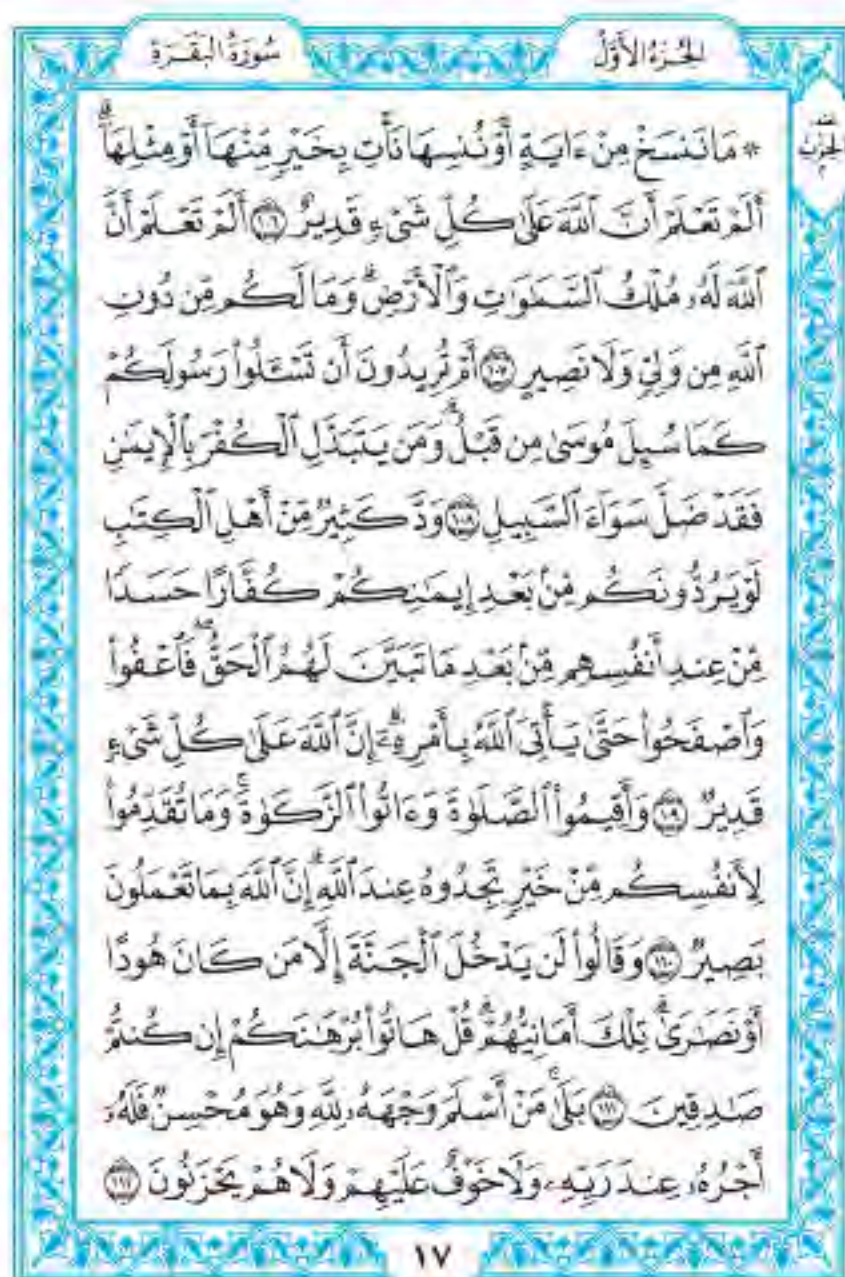 الجُزْءُ الأَوَّلُ
سُورَةُ البَقَرَةِ
الحِزْبِ
۞ مَا نَنسَخْ مِنْ ءَايَةٍ أَوْ نُنسِهَا نَأْتِ بِخَيْرٍ مِّنْهَآ أَوْ مِثْلِهَآۗ
أَلَمْ تَعْلَمْ أَنَّ ٱللَّهَ عَلَىٰ كُلِّ شَىْءٍ قَدِيرٌ ١٠٦ أَلَمْ تَعْلَمْ أَنَّ
ٱللَّهَ لَهُۥ مُلْكُ ٱلسَّمَٰوَٰتِ وَٱلْأَرْضِۗ وَمَا لَكُم مِّن دُونِ
ٱللَّهِ مِن وَلِىٍّ وَلَا نَصِيرٍ ١٠٧ أَمْ تُرِيدُونَ أَن تَسْـَٔلُوا۟ رَسُولَكُمْ
كَمَا سُئِلَ مُوسَىٰ مِن قَبْلُۗ وَمَن يَتَبَدَّلِ ٱلْكُفْرَ بِٱلْإِيمَٰنِ
فَقَدْ ضَلَّ سَوَآءَ ٱلسَّبِيلِ ١٠٨ وَدَّ كَثِيرٌ مِّنْ أَهْلِ ٱلْكِتَٰبِ
لَوْ يَرُدُّونَكُم مِّنۢ بَعْدِ إِيمَٰنِكُمْ كُفَّارًا حَسَدًا
مِّنْ عِندِ أَنفُسِهِم مِّنۢ بَعْدِ مَا تَبَيَّنَ لَهُمُ ٱلْحَقُّۖ فَٱعْفُوا۟
وَٱصْفَحُوا۟ حَتَّىٰ يَأْتِىَ ٱللَّهُ بِأَمْرِهِۦٓۗ إِنَّ ٱللَّهَ عَلَىٰ كُلِّ شَىْءٍ
قَدِيرٌ ١٠٩ وَأَقِيمُوا۟ ٱلصَّلَوٰةَ وَءَاتُوا۟ ٱلزَّكَوٰةَۚ وَمَا تُقَدِّمُوا۟
لِأَنفُسِكُم مِّنْ خَيْرٍ تَجِدُوهُ عِندَ ٱللَّهِۗ إِنَّ ٱللَّهَ بِمَا تَعْمَلُونَ
بَصِيرٌ ١١٠ وَقَالُوا۟ لَن يَدْخُلَ ٱلْجَنَّةَ إِلَّا مَن كَانَ هُودًا
أَوْ نَصَٰرَىٰۗ تِلْكَ أَمَانِيُّهُمْۗ قُلْ هَاتُوا۟ بُرْهَٰنَكُمْ إِن كُنتُمْ
صَٰدِقِينَ ١١١ بَلَىٰۚ مَنْ أَسْلَمَ وَجْهَهُۥ لِلَّهِ وَهُوَ مُحْسِنٌ فَلَهُۥٓ
أَجْرُهُۥ عِندَ رَبِّهِۦ وَلَا خَوْفٌ عَلَيْهِمْ وَلَا هُمْ يَحْزَنُونَ ١١٢
١٧